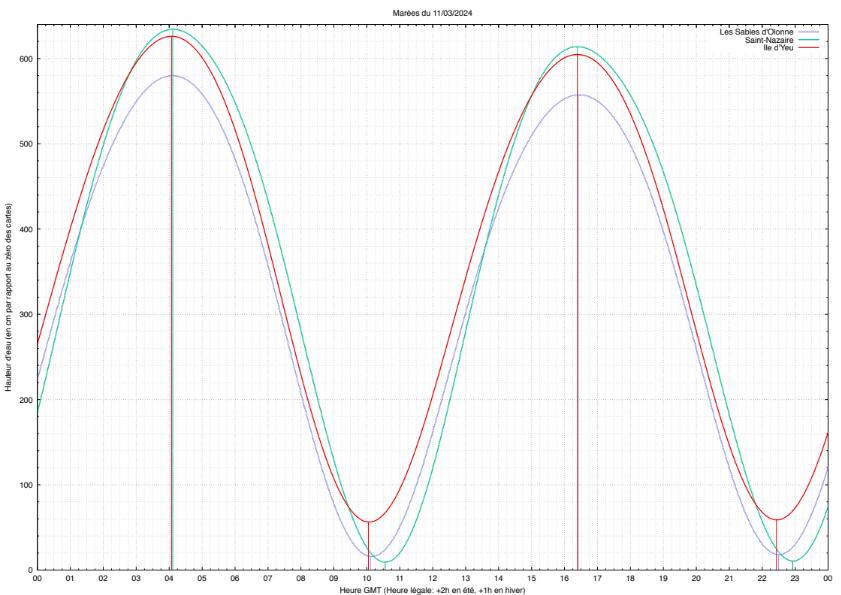 Marées du 11/03/2024
Les Sables d'Olonne
Saint-Nazaire
Ile d'Yeu
Hauteur d'eau (en cm par rapport au zéro des cartes)
600
500
400
300
200
100
0
00 01 02 03 04 05 06 07 08 09 10 11 12 13 14 15 16 17 18 19 20 21 22 23 00
Heure GMT (Heure légale: +2h en été, +1h en hiver)